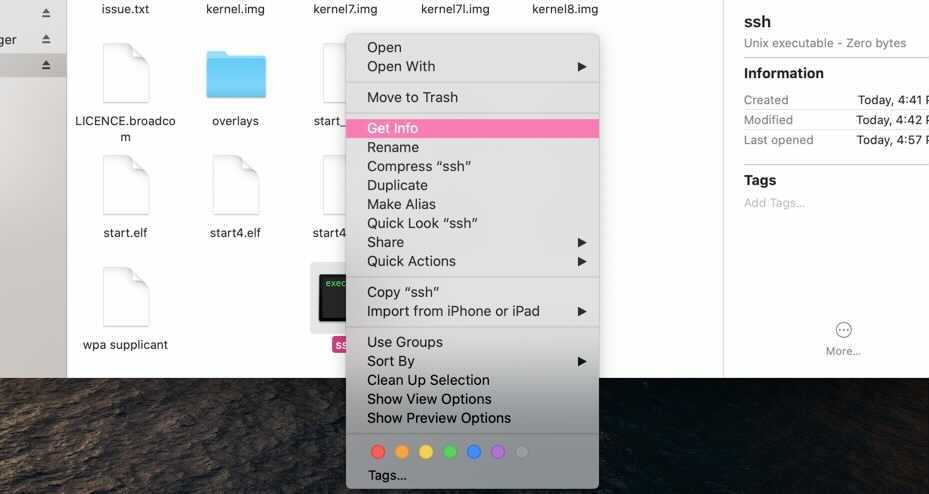 issue.txt
kernel.img
kernel7.img
kernel7l.img
kernel8.img
ger
LICENCE.broadcom
overlays
start_
start.elf
start4.elf
start4
exec
wpa supplicant
ss
Open
Open With
Move to Trash
Get Info
Rename
Compress “ssh”
Duplicate
Make Alias
Quick Look “ssh”
Share
Quick Actions
Copy “ssh”
Import from iPhone or iPad
Use Groups
Sort By
Clean Up Selection
Show View Options
Show Preview Options
Tags...
ssh
Unix executable - Zero bytes
Information
Created Today, 4:41 P
Modified Today, 4:42 P
Last opened Today, 4:57 P
Tags
Add Tags...
More...